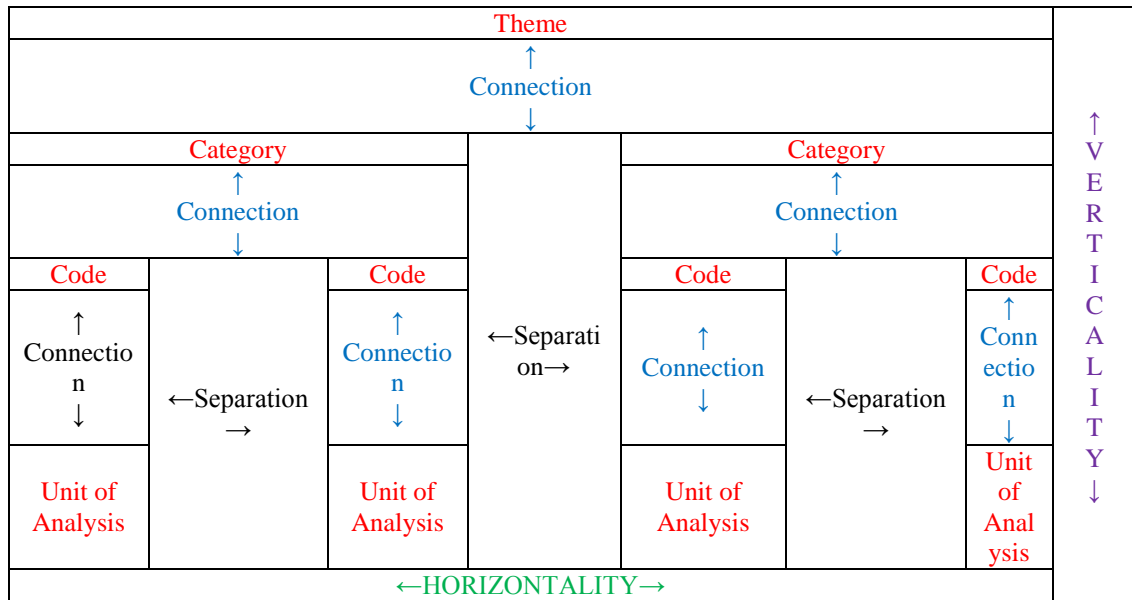 Theme
↑
Connection
↓
Category
Category
↑
Connection
↓
↑
Connection
↓
Code
Code
Code
Code
↑
Connectio
n
↓
←Separation
→
↑
Connectio
n
↓
←Separati
on→
↑
Connection
↓
←Separation
→
↑
Conn
ectio
n
↓
Unit of
Analysis
Unit of
Analysis
Unit of
Analysis
Unit
of
Anal
ysis
←HORIZONTALITY→
↑
V
E
R
T
I
C
A
L
I
T
Y
↓